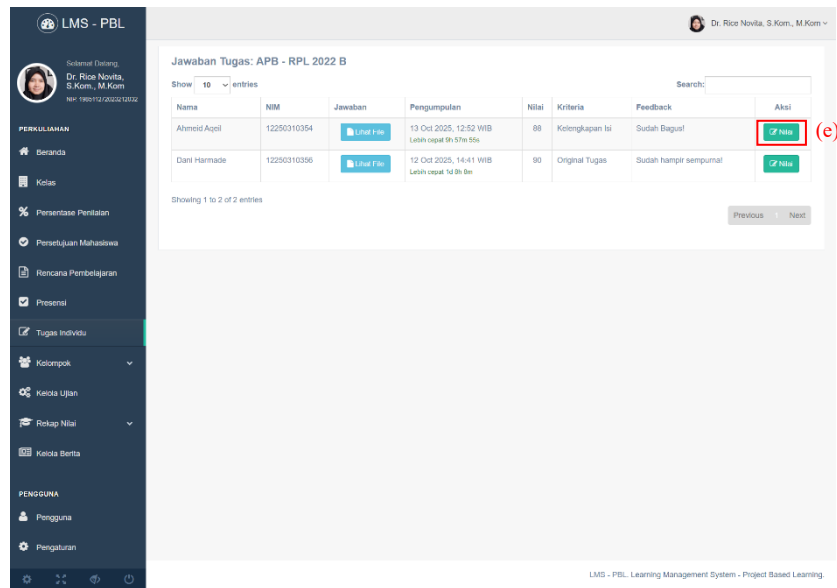 LMS - PBL
Dr. Rice Novita, S.Kom., M.Kom
Selamat Datang,
Dr. Rice Novita,
S.Kom., M.Kom
NIP. 198511272023212032
PERKULIAHAN
Beranda
Kelas
Persentase Penilaian
Persetujuan Mahasiswa
Rencana Pembelajaran
Presensi
Tugas Individu
Kelompok
Kelola Ujian
Rekap Nilai
Kelola Berita
PENGGUNA
Pengguna
Pengaturan
Jawaban Tugas: APB - RPL 2022 B
Show 10 entries
Search:
Nama NIM Jawaban Pengumpulan Nilai Kriteria Feedback Aksi
Ahmeid Aqeil 12250310354 Lihat File 13 Oct 2025, 12:52 WIB 88 Kelengkapan Isi Sudah Bagus! Nilai (e)
Lebih cepat 9h 57m 55s
Dani Harmade 12250310356 Lihat File 12 Oct 2025, 14:41 WIB 90 Original Tugas Sudah hampir sempurna! Nilai
Lebih cepat 1d 8h 8m
Showing 1 to 2 of 2 entries
Previous 1 Next
LMS - PBL. Learning Management System - Project Based Learning.